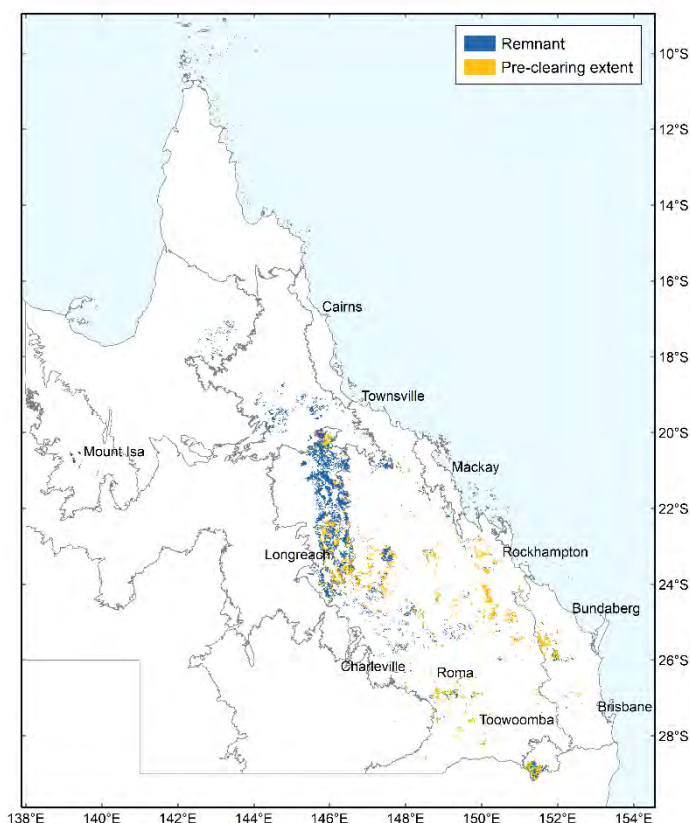 Remnant
Pre-clearing extent
10°S
12°S
14°S
16°S
Cairns
18°S
Townsville
20°S
Mount Isa
Mackay
22°S
Longreach
Rockhampton
24°S
Bundaberg
Charleville
Roma
26°S
Toowoomba
Brisbane
28°S
138°E 140°E 142°E 144°E 146°E 148°E 150°E 152°E 154°E